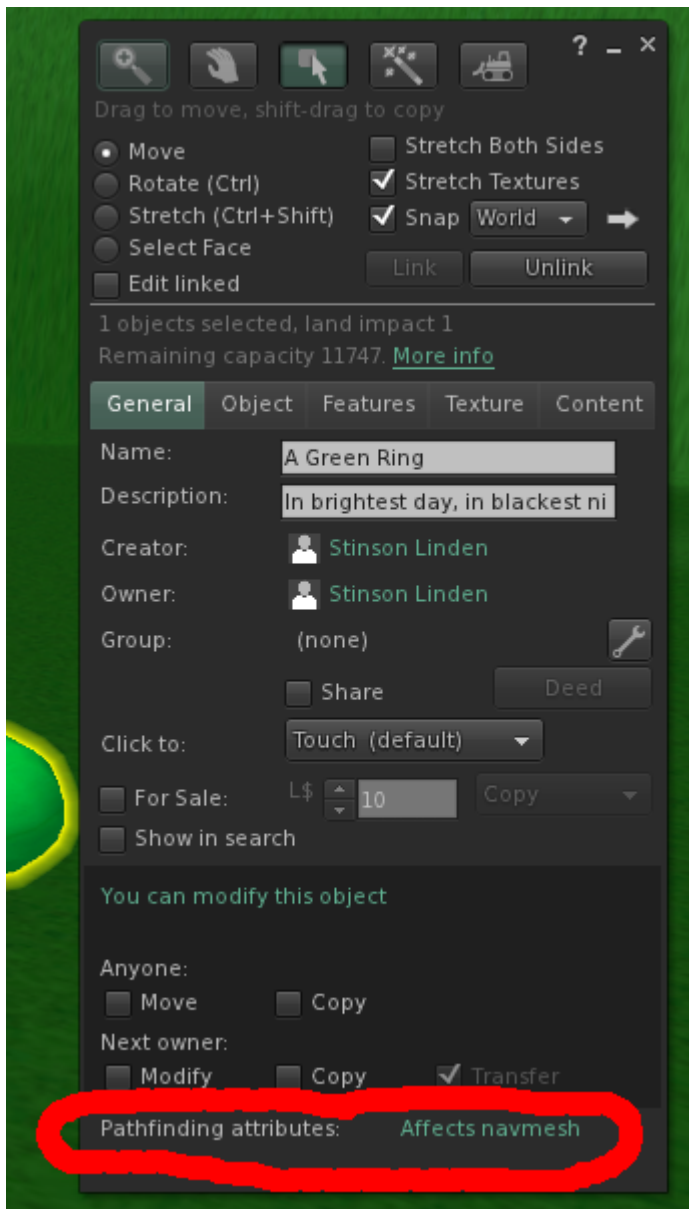 ?
Drag to move, shift-drag to copy
Move
Stretch Both Sides
Rotate (Ctrl)
Stretch Textures
Stretch (Ctrl+Shift)
Snap World
Select Face
Edit linked
Link Unlink
1 objects selected, land impact 1
Remaining capacity 11747. More info
General Object Features Texture Content
Name: A Green Ring
Description: In brightest day, in blackest ni
Creator: Stinson Linden
Owner: Stinson Linden
Group: (none)
Share Deed
Click to: Touch (default)
For Sale: L$ 10 Copy
Show in search
You can modify this object
Anyone:
Move Copy
Next owner:
Modify Copy Transfer
Pathfinding attributes: Affects navmesh